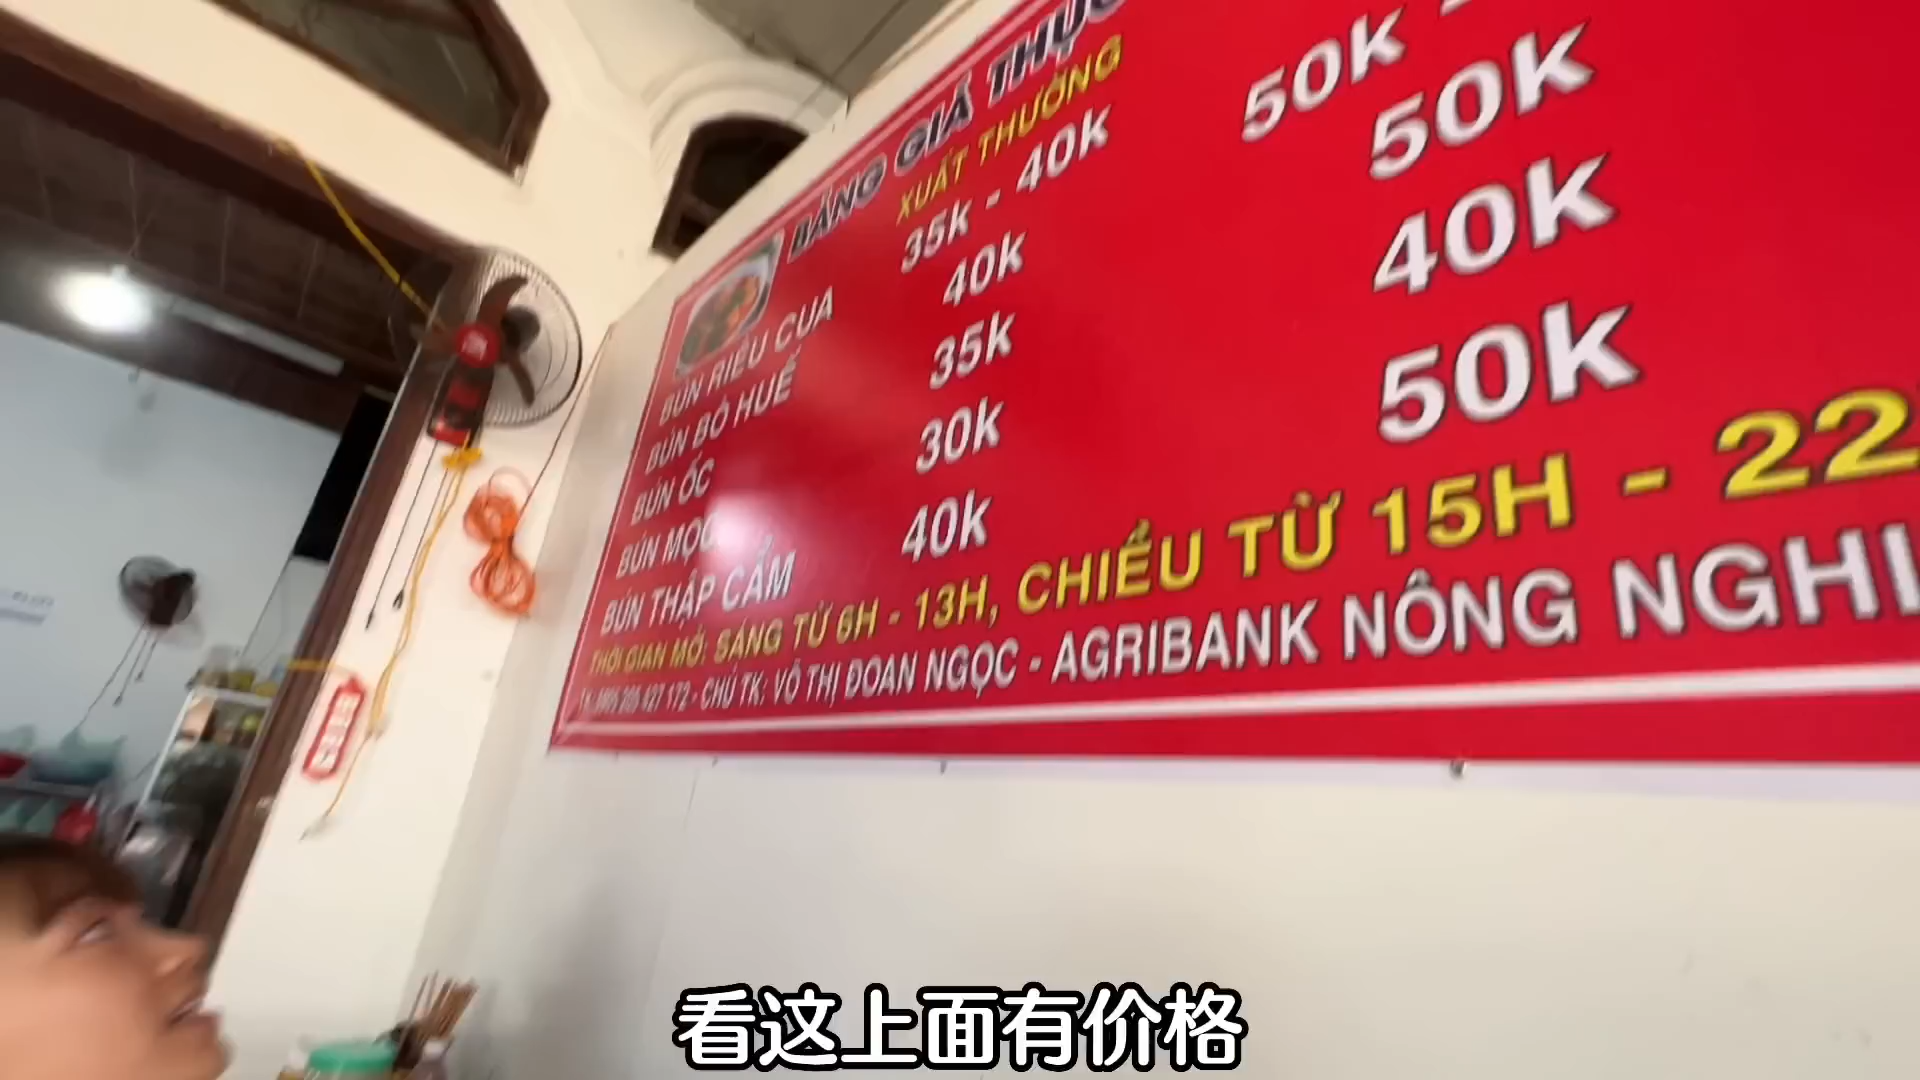 BẢNG GIÁ THỰC
XUẤT THƯỜNG
BÚN RIÊU CUA 35k - 40k 50k -
BÚN BÒ HUẾ 40k 50k
BÚN ỐC 35k 40k
BÚN MỌC 30k 50k
BÚN THẬP CẨM 40k
THỜI GIAN MỞ: SÁNG TỪ 6H - 13H, CHIỀU TỪ 15H - 22
427 172 - CHỦ TK: VÕ THỊ ĐOAN NGỌC - AGRIBANK NÔNG NGHI
看这上面有价格